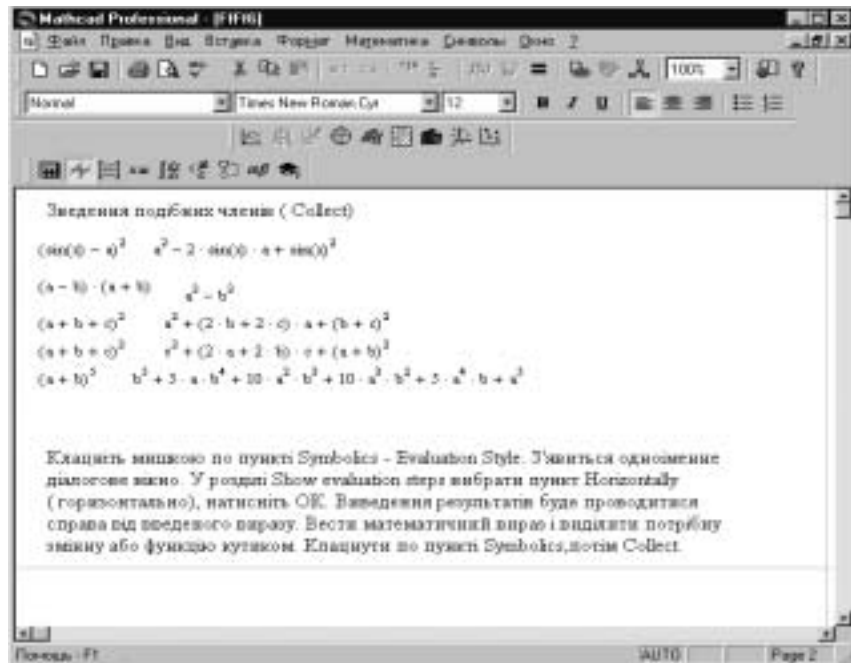 Mathcad Professional - [FIFI6]
Файл Правка Вид Вставка Формат Математика Символы Окно ?
100%
Normal Times New Roman Cyr 12 B I U
Зведення подібних членів ( Collect)
(sin(x) − a)² a² − 2 · sin(x) · a + sin(x)²
(a − b) · (a + b) a² − b²
(a + b + c)² a² + (2 · b + 2 · c) · a + (b + c)²
(a + b + c)² c² + (2 · a + 2 · b) · c + (a + b)²
(a + b)⁵ b⁵ + 5 · a · b⁴ + 10 · a² · b³ + 10 · a³ · b² + 5 · a⁴ · b + a⁵
Клацніть мишкою по пункті Symbolics - Evaluation Style. З'явиться одноіменне
діалогове вікно. У розділі Show evaluation steps вибрати пункт Horizontally
( горизонтально), натисніть OK. Виведення результатів буде проводитися
справа від введеного виразу. Вести математичний вираз і виділити потрібну
змінну або функцію кутиком. Клацнути по пункті Symbolics,потім Collect.
Помощь - F1 AUTO Page 2